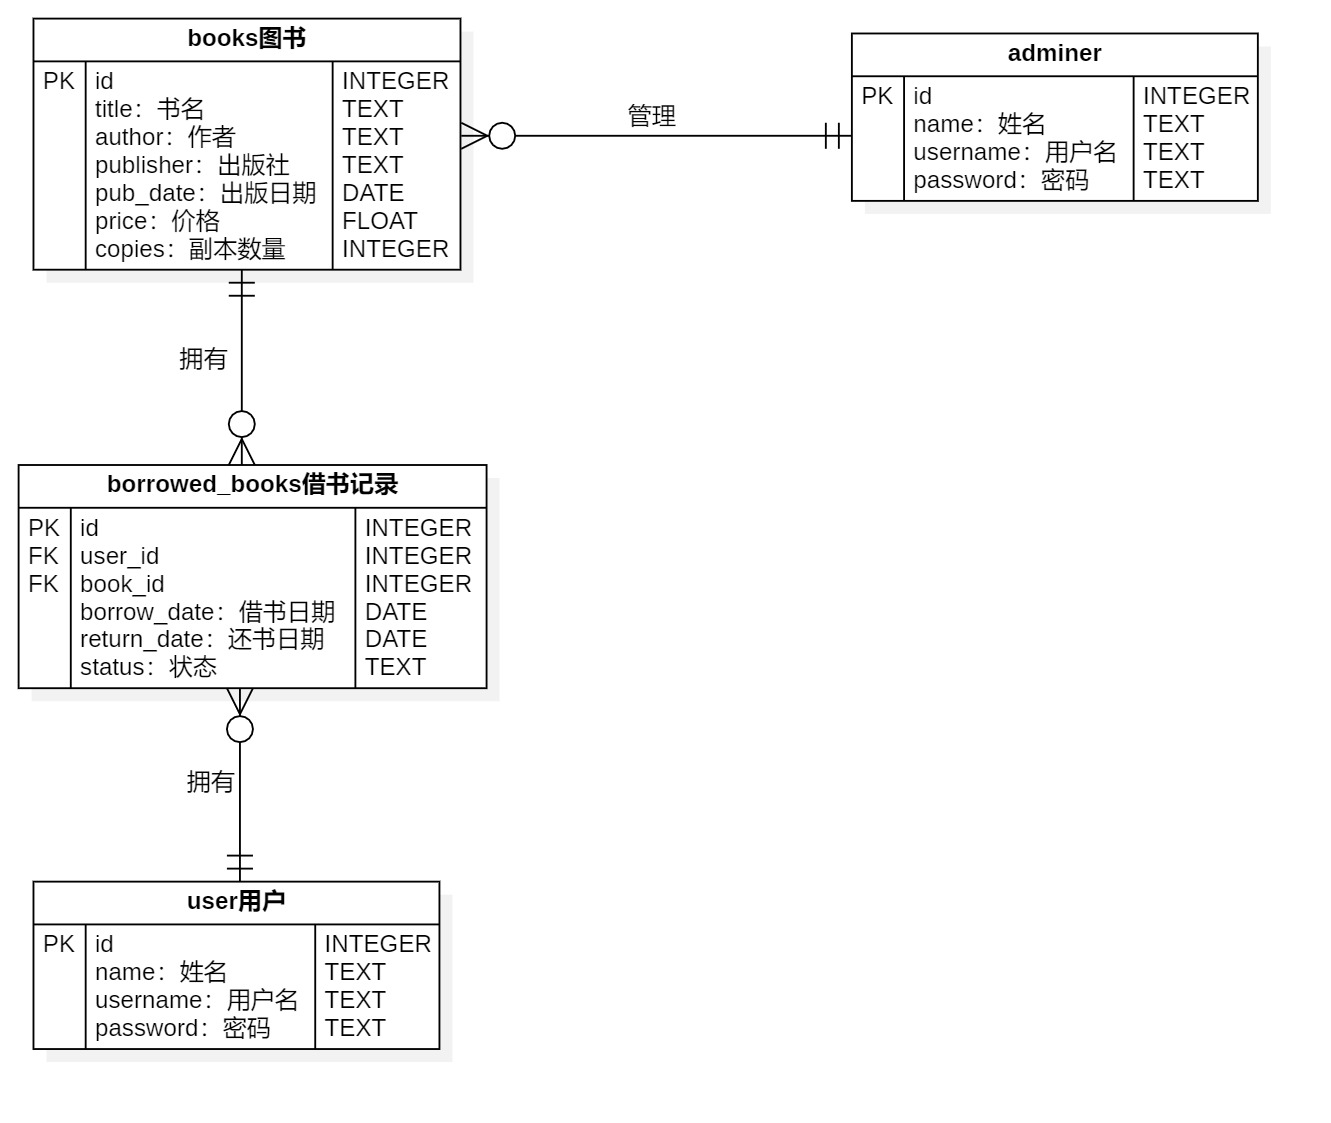 books图书
PK id INTEGER
title：书名 TEXT
author：作者 TEXT
publisher：出版社 TEXT
pub_date：出版日期 DATE
price：价格 FLOAT
copies：副本数量 INTEGER
管理
adminer
PK id INTEGER
name：姓名 TEXT
username：用户名 TEXT
password：密码 TEXT
拥有
borrowed_books借书记录
PK id INTEGER
FK user_id INTEGER
FK book_id INTEGER
borrow_date：借书日期 DATE
return_date：还书日期 DATE
status：状态 TEXT
拥有
user用户
PK id INTEGER
name：姓名 TEXT
username：用户名 TEXT
password：密码 TEXT